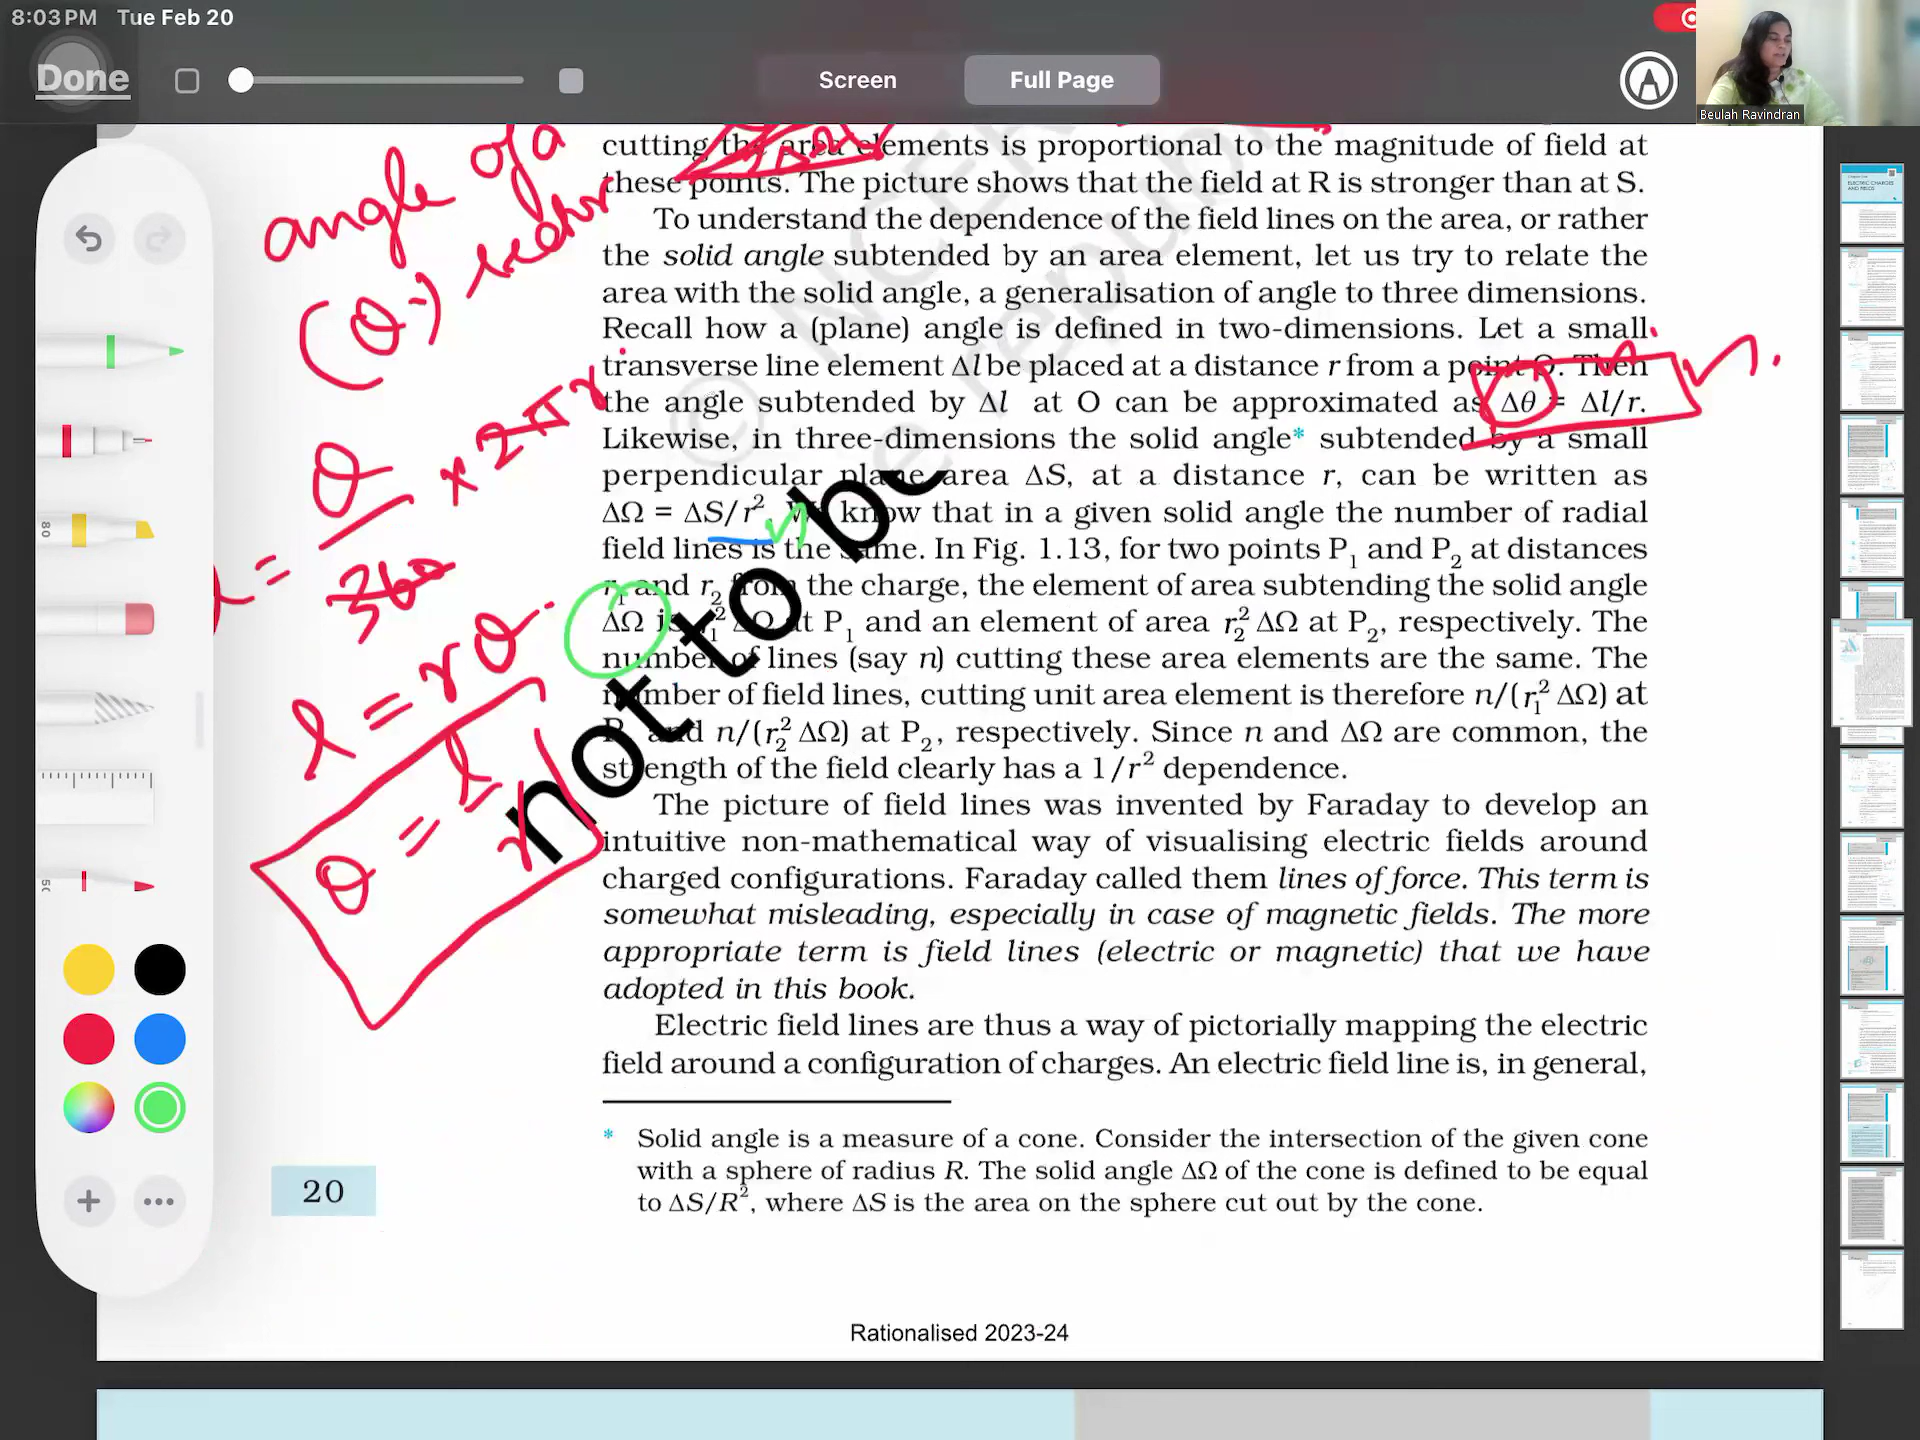 8:03 PM Tue Feb 20
Done
Screen
Full Page
Beulah Ravindran
angle of a
(θ) sector
θ × 2πr
l = 360
l = rθ
θ = l/r
cutting the area elements is proportional to the magnitude of field at
these points. The picture shows that the field at R is stronger than at S.
To understand the dependence of the field lines on the area, or rather
the solid angle subtended by an area element, let us try to relate the
area with the solid angle, a generalisation of angle to three dimensions.
Recall how a (plane) angle is defined in two-dimensions. Let a small
transverse line element Δl be placed at a distance r from a point O. Then
the angle subtended by Δl at O can be approximated as Δθ = Δl/r.
Likewise, in three-dimensions the solid angle* subtended by a small
perpendicular plane area ΔS, at a distance r, can be written as
ΔΩ = ΔS/r². We know that in a given solid angle the number of radial
field lines is the same. In Fig. 1.13, for two points P₁ and P₂ at distances
r₁ and r₂ from the charge, the element of area subtending the solid angle
ΔΩ is r₁² ΔΩ at P₁ and an element of area r₂² ΔΩ at P₂, respectively. The
number of lines (say n) cutting these area elements are the same. The
number of field lines, cutting unit area element is therefore n/(r₁² ΔΩ) at
P₁ and n/(r₂² ΔΩ) at P₂, respectively. Since n and ΔΩ are common, the
strength of the field clearly has a 1/r² dependence.
The picture of field lines was invented by Faraday to develop an
intuitive non-mathematical way of visualising electric fields around
charged configurations. Faraday called them lines of force. This term is
somewhat misleading, especially in case of magnetic fields. The more
appropriate term is field lines (electric or magnetic) that we have
adopted in this book.
Electric field lines are thus a way of pictorially mapping the electric
field around a configuration of charges. An electric field line is, in general,
* Solid angle is a measure of a cone. Consider the intersection of the given cone
with a sphere of radius R. The solid angle ΔΩ of the cone is defined to be equal
to ΔS/R², where ΔS is the area on the sphere cut out by the cone.
20
not to be
Rationalised 2023-24
80
50